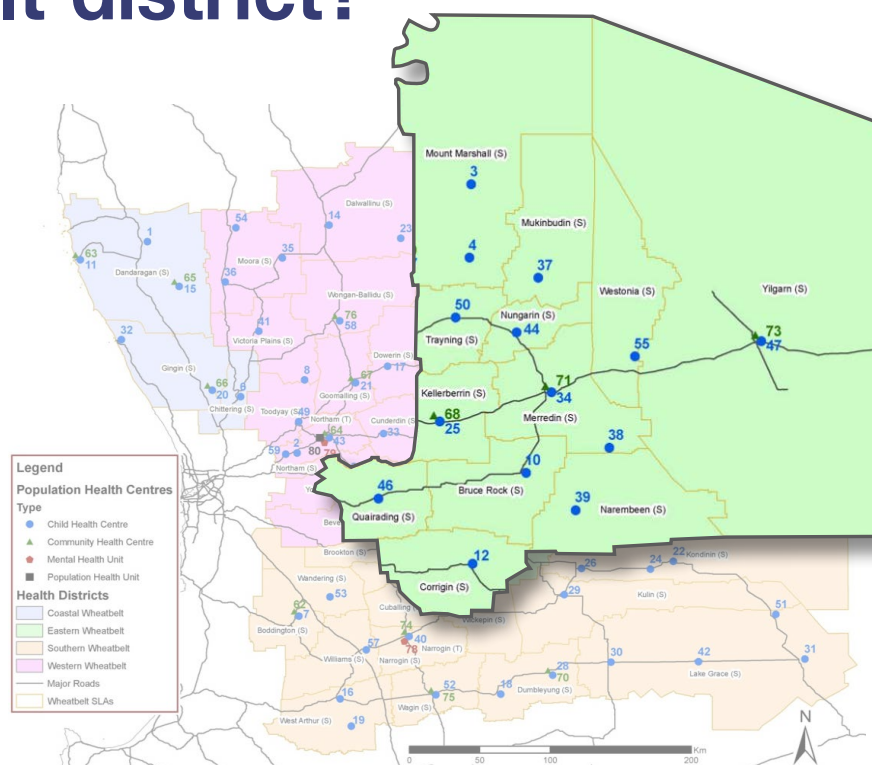 it district?
Mount Marshall (S)
3
Mukinbudin (S)
4
37
Westonia (S)
Yilgarn (S)
50
Nungarin (S)
44
Trayning (S)
55
73
47
71
34
Kellerberrin (S)
68
25
Merredin (S)
38
10
46
Bruce Rock (S)
39
Narembeen (S)
Quairading (S)
12
Corrigin (S)
Dalwallinu (S)
14
23
54
1
35
Moora (S)
36
63
11
Dandaragan (S)
65
15
Wongan-Ballidu (S)
76
58
41
Victoria Plains (S)
32
Gingin (S)
Dowerin (S)
17
8
67
21
Goomalling (S)
66
20
6
Chittering (S)
Toodyay (S)
49
Northam (T)
Cunderdin (S)
64
43
33
59
2
80
79
Northam (S)
Beve
Brookton (S)
Wandering (S)
53
62
7
Boddington (S)
Cuballing
74
40
78
Narrogin (T)
Narrogin (S)
57
Williams (S)
Wickepin (S)
29
26
24
22
Kondinin (S)
Kulin (S)
51
30
42
31
Lake Grace (S)
28
70
Dumbleyung (S)
18
52
75
Wagin (S)
16
West Arthur (S)
19
Legend
Population Health Centres
Type
Child Health Centre
Community Health Centre
Mental Health Unit
Population Health Unit
Health Districts
Coastal Wheatbelt
Eastern Wheatbelt
Southern Wheatbelt
Western Wheatbelt
Major Roads
Wheatbelt SLAs
N
Km
0
50
100
200